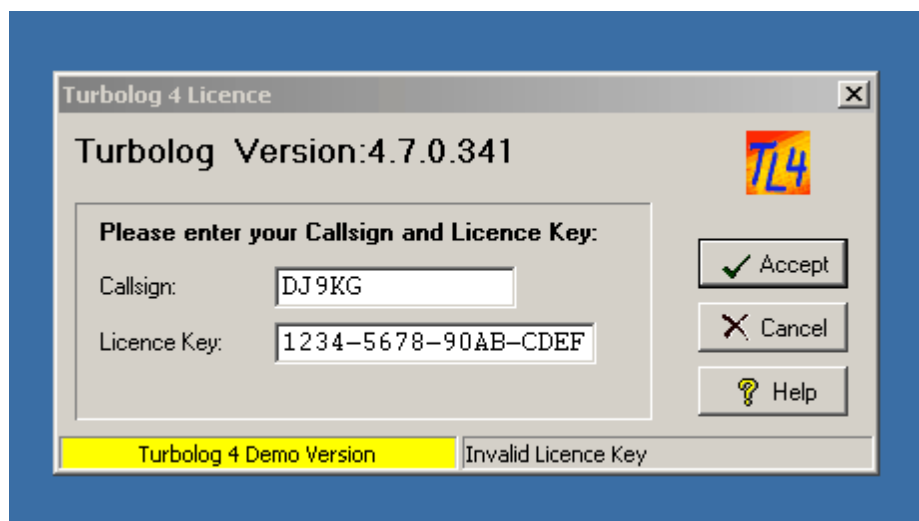 Turbolog 4 Licence
Turbolog Version:4.7.0.341
TL4
Please enter your Callsign and Licence Key:
Callsign: DJ9KG
Licence Key: 1234-5678-90AB-CDEF
Accept
Cancel
Help
Turbolog 4 Demo Version
Invalid Licence Key